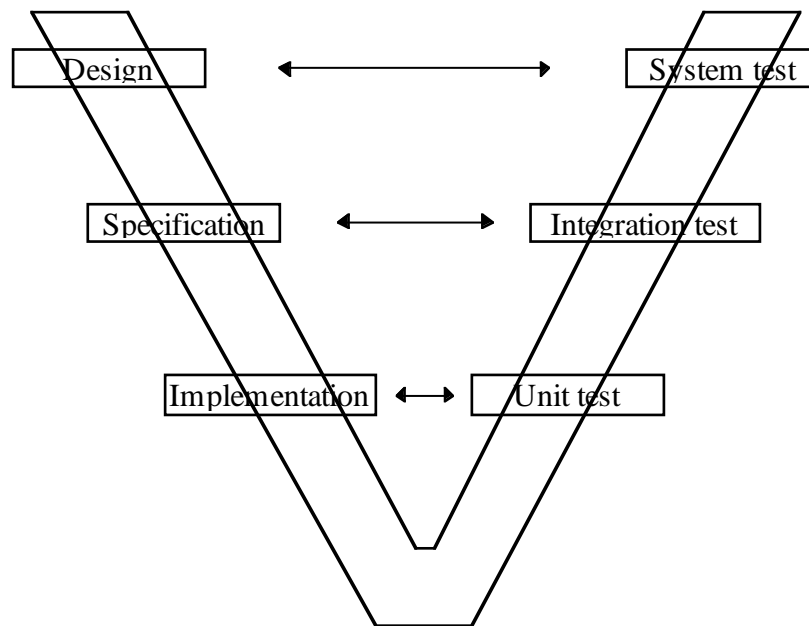 Design
System test
Specification
Integration test
Implementation
Unit test